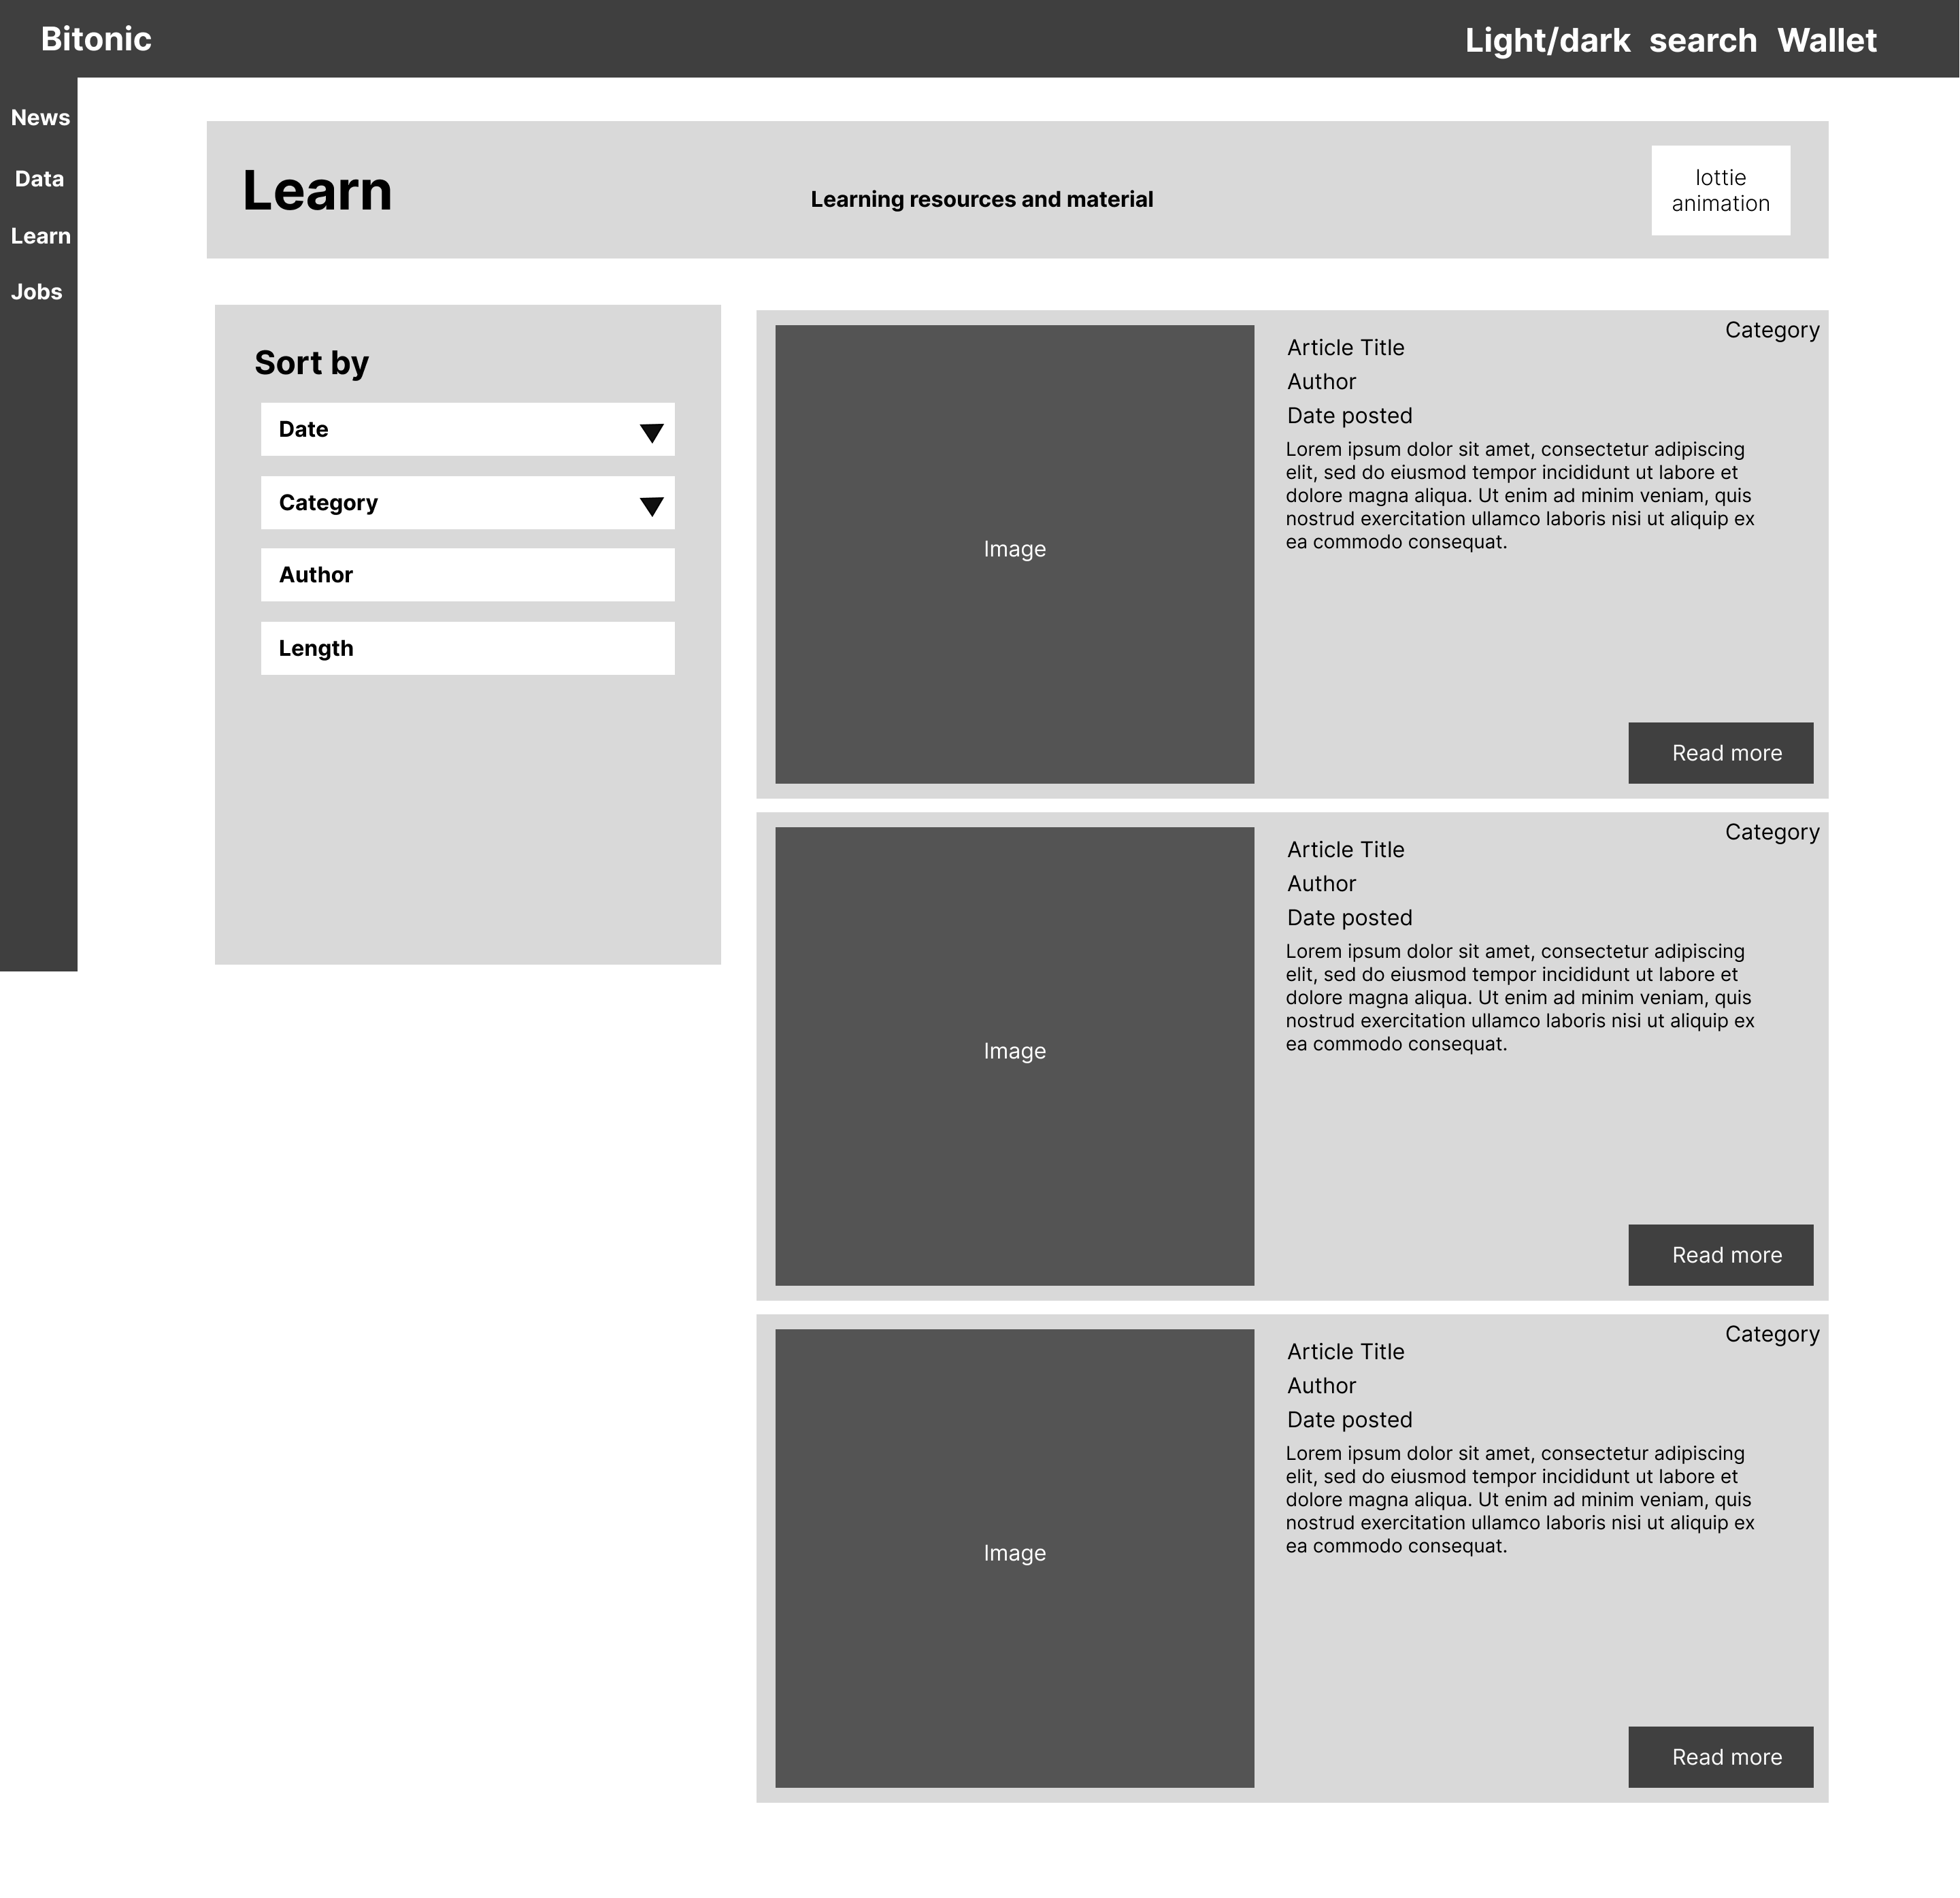 Bitonic
Light/dark search Wallet
News
Data
Learn
Jobs
Learn
Learning resources and material
lottie
animation
Sort by
Date
Category
Author
Length
Image
Category
Article Title
Author
Date posted
Lorem ipsum dolor sit amet, consectetur adipiscing
elit, sed do eiusmod tempor incididunt ut labore et
dolore magna aliqua. Ut enim ad minim veniam, quis
nostrud exercitation ullamco laboris nisi ut aliquip ex
ea commodo consequat.
Read more
Image
Category
Article Title
Author
Date posted
Lorem ipsum dolor sit amet, consectetur adipiscing
elit, sed do eiusmod tempor incididunt ut labore et
dolore magna aliqua. Ut enim ad minim veniam, quis
nostrud exercitation ullamco laboris nisi ut aliquip ex
ea commodo consequat.
Read more
Image
Category
Article Title
Author
Date posted
Lorem ipsum dolor sit amet, consectetur adipiscing
elit, sed do eiusmod tempor incididunt ut labore et
dolore magna aliqua. Ut enim ad minim veniam, quis
nostrud exercitation ullamco laboris nisi ut aliquip ex
ea commodo consequat.
Read more